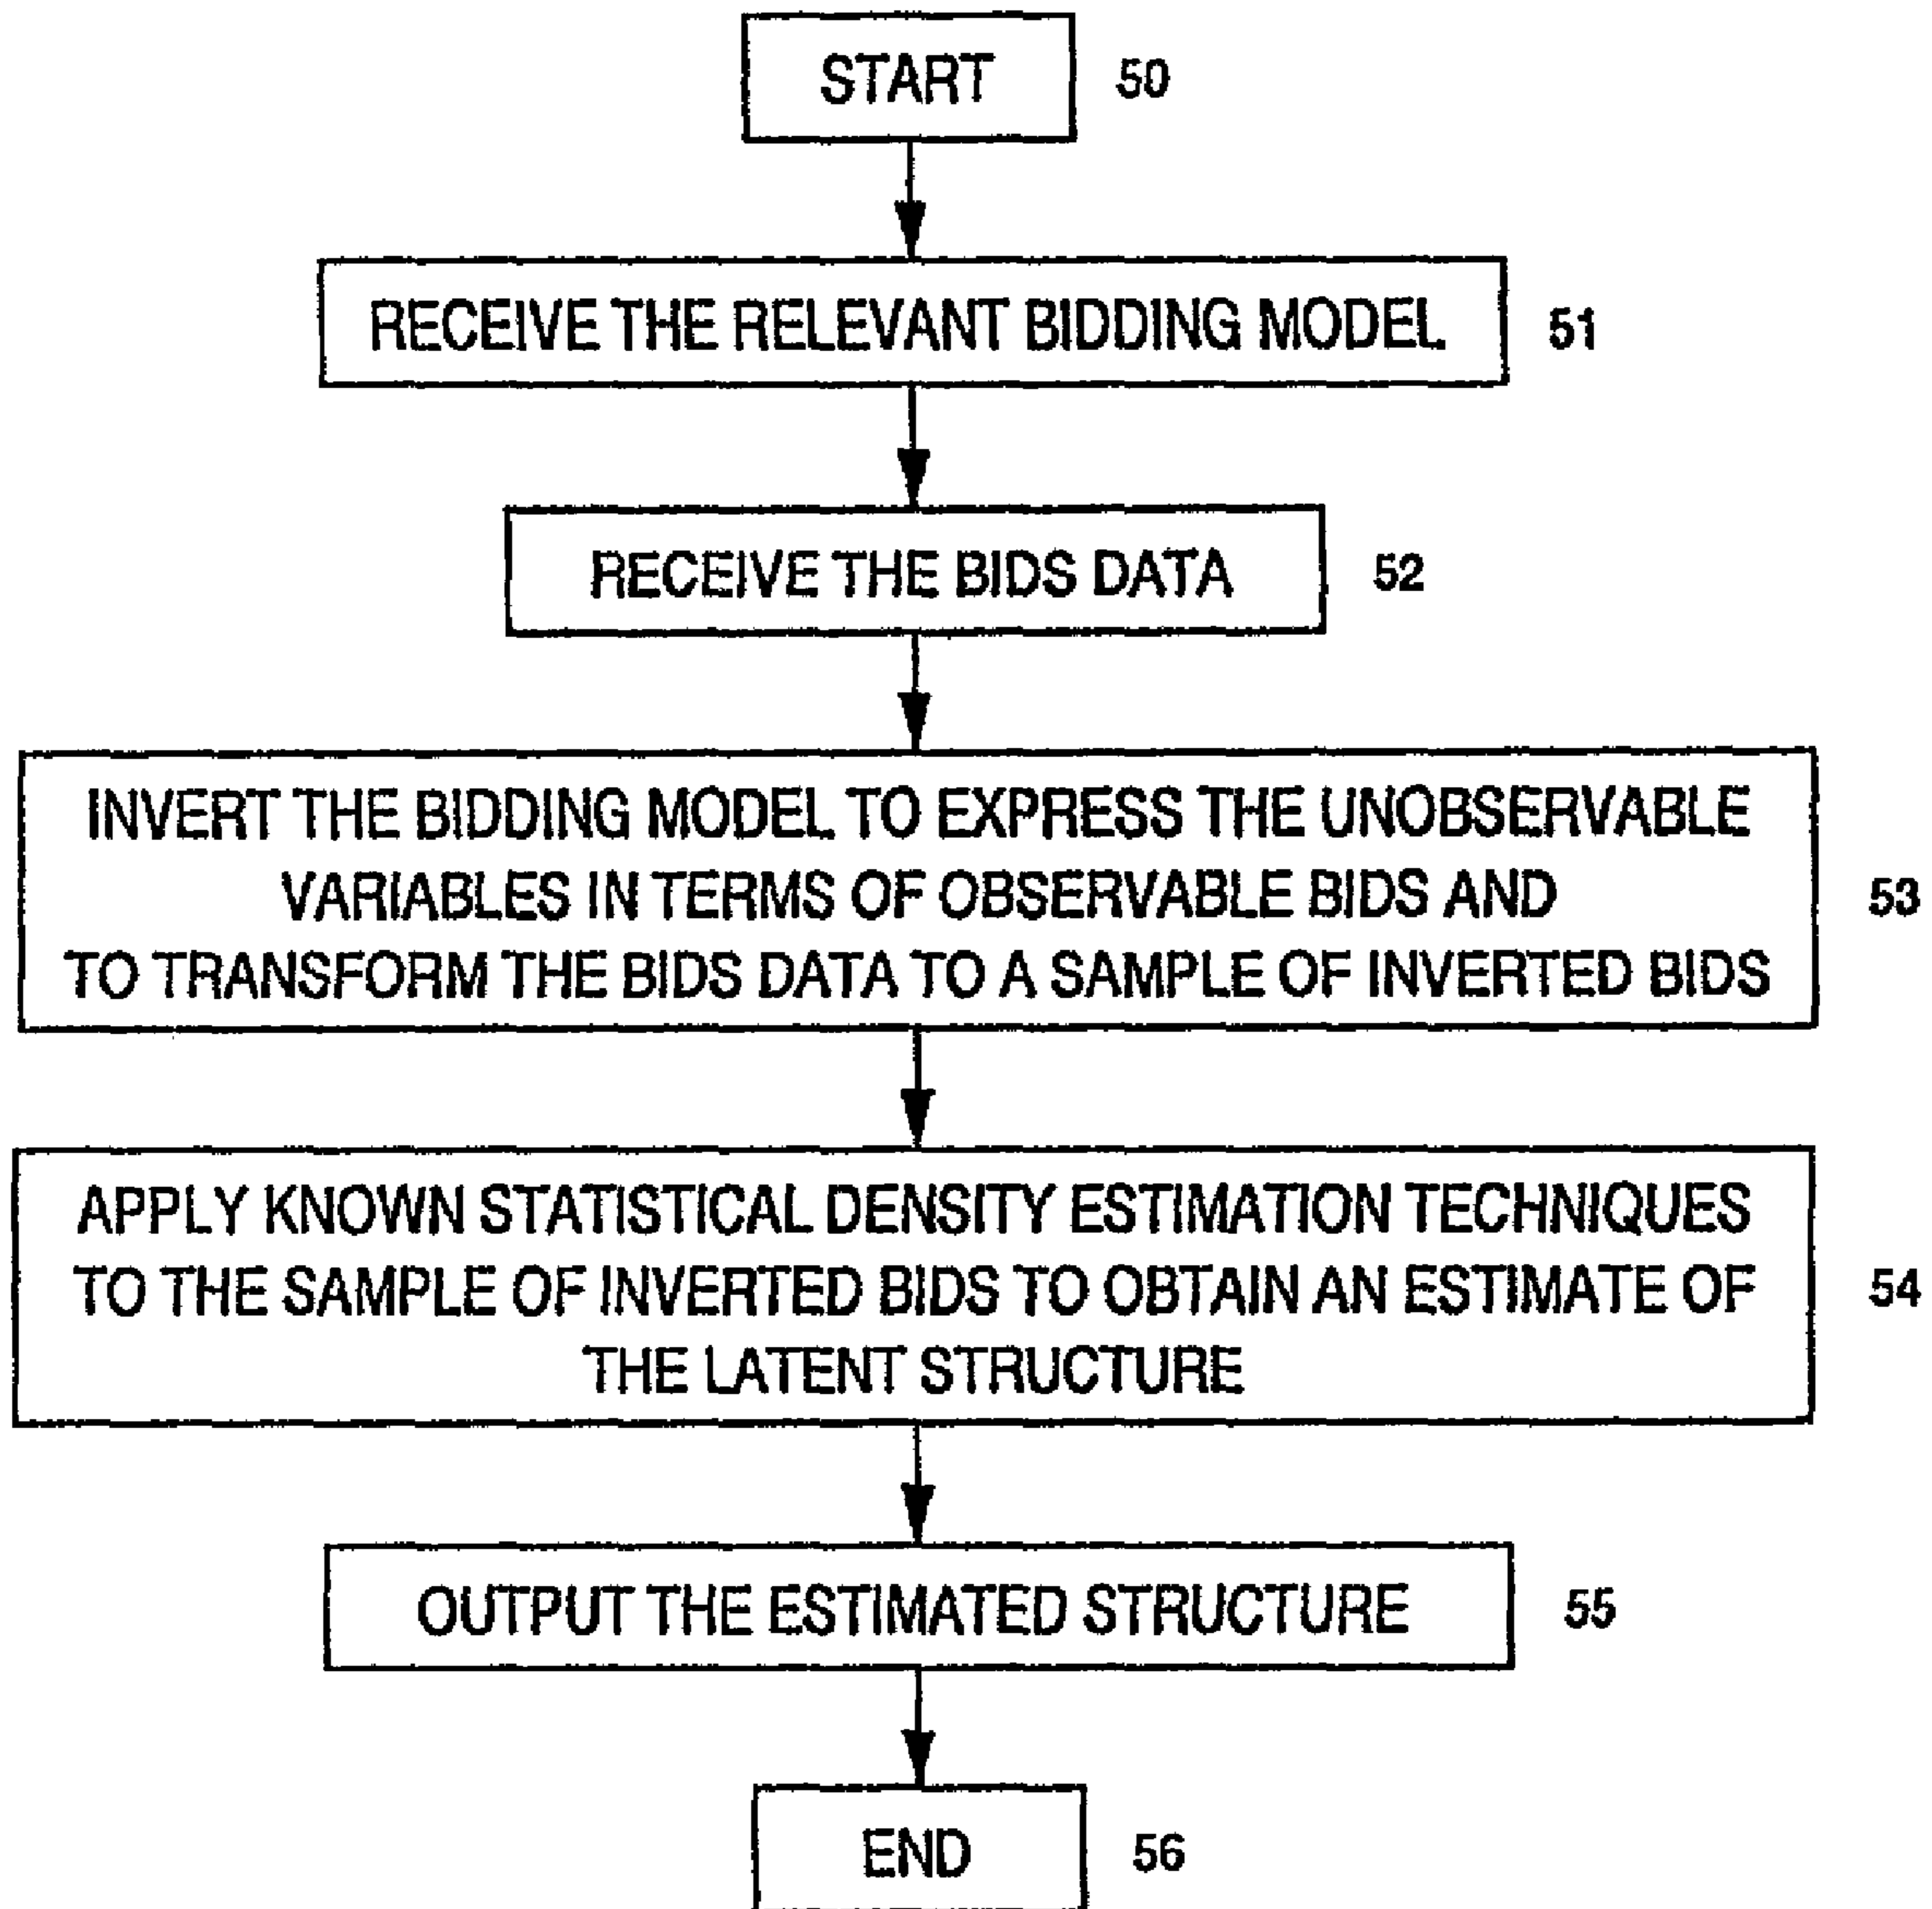 START 50
RECEIVE THE RELEVANT BIDDING MODEL 51
RECEIVE THE BIDS DATA 52
INVERT THE BIDDING MODEL TO EXPRESS THE UNOBSERVABLE
VARIABLES IN TERMS OF OBSERVABLE BIDS AND 53
TO TRANSFORM THE BIDS DATA TO A SAMPLE OF INVERTED BIDS
APPLY KNOWN STATISTICAL DENSITY ESTIMATION TECHNIQUES
TO THE SAMPLE OF INVERTED BIDS TO OBTAIN AN ESTIMATE OF 54
THE LATENT STRUCTURE
OUTPUT THE ESTIMATED STRUCTURE 55
END 56